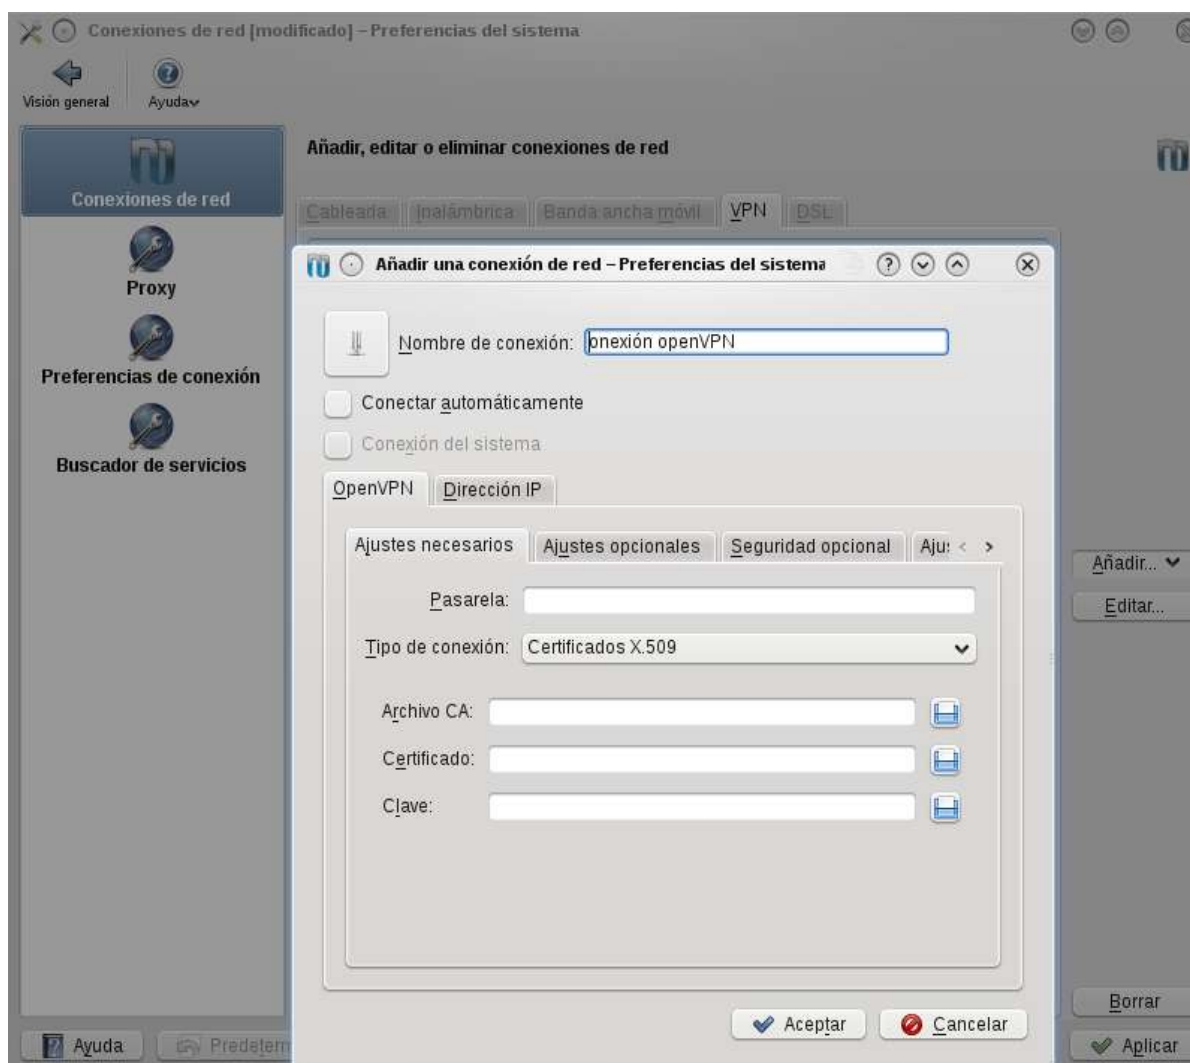 Conexiones de red [modificado] – Preferencias del sistema
Visión general
Ayuda
Conexiones de red
Proxy
Preferencias de conexión
Buscador de servicios
Añadir, editar o eliminar conexiones de red
Cableada
Inalámbrica
Banda ancha móvil
VPN
DSL
Añadir una conexión de red – Preferencias del sistema
Nombre de conexión: onexión openVPN
Conectar automáticamente
Conexión del sistema
OpenVPN
Dirección IP
Ajustes necesarios
Ajustes opcionales
Seguridad opcional
Pasarela:
Tipo de conexión: Certificados X.509
Archivo CA:
Certificado:
Clave:
Aceptar
Cancelar
Añadir...
Editar...
Borrar
Ayuda
Aplicar